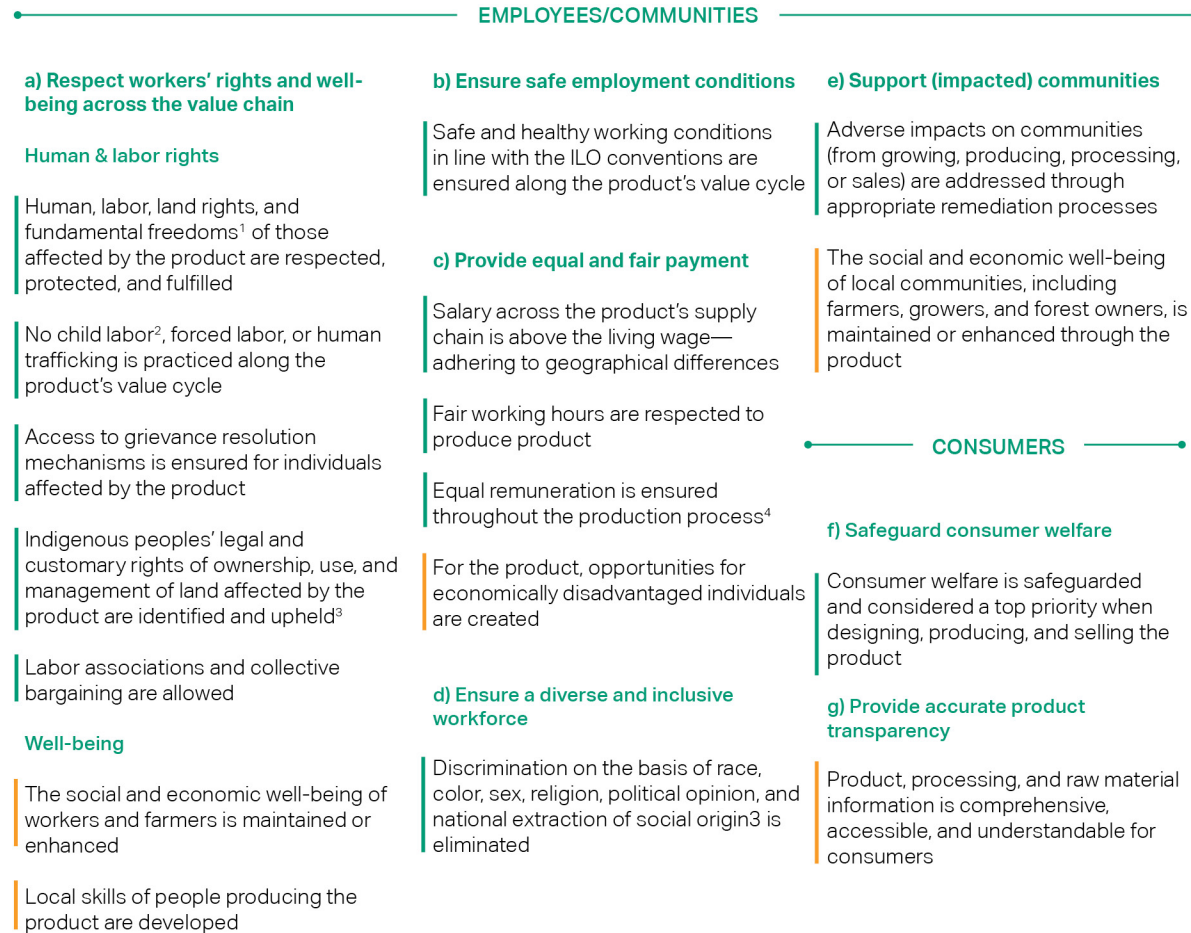 EMPLOYEES/COMMUNITIES
a) Respect workers’ rights and well-
being across the value chain
Human & labor rights
Human, labor, land rights, and
fundamental freedoms¹ of those
affected by the product are respected,
protected, and fulfilled
No child labor², forced labor, or human
trafficking is practiced along the
product’s value cycle
Access to grievance resolution
mechanisms is ensured for individuals
affected by the product
Indigenous peoples’ legal and
customary rights of ownership, use, and
management of land affected by the
product are identified and upheld³
Labor associations and collective
bargaining are allowed
Well-being
The social and economic well-being of
workers and farmers is maintained or
enhanced
Local skills of people producing the
product are developed
b) Ensure safe employment conditions
Safe and healthy working conditions
in line with the ILO conventions are
ensured along the product’s value cycle
c) Provide equal and fair payment
Salary across the product’s supply
chain is above the living wage—
adhering to geographical differences
Fair working hours are respected to
produce product
Equal remuneration is ensured
throughout the production process⁴
For the product, opportunities for
economically disadvantaged individuals
are created
d) Ensure a diverse and inclusive
workforce
Discrimination on the basis of race,
color, sex, religion, political opinion, and
national extraction of social origin3 is
eliminated
e) Support (impacted) communities
Adverse impacts on communities
(from growing, producing, processing,
or sales) are addressed through
appropriate remediation processes
The social and economic well-being
of local communities, including
farmers, growers, and forest owners, is
maintained or enhanced through the
product
CONSUMERS
f) Safeguard consumer welfare
Consumer welfare is safeguarded
and considered a top priority when
designing, producing, and selling the
product
g) Provide accurate product
transparency
Product, processing, and raw material
information is comprehensive,
accessible, and understandable for
consumers